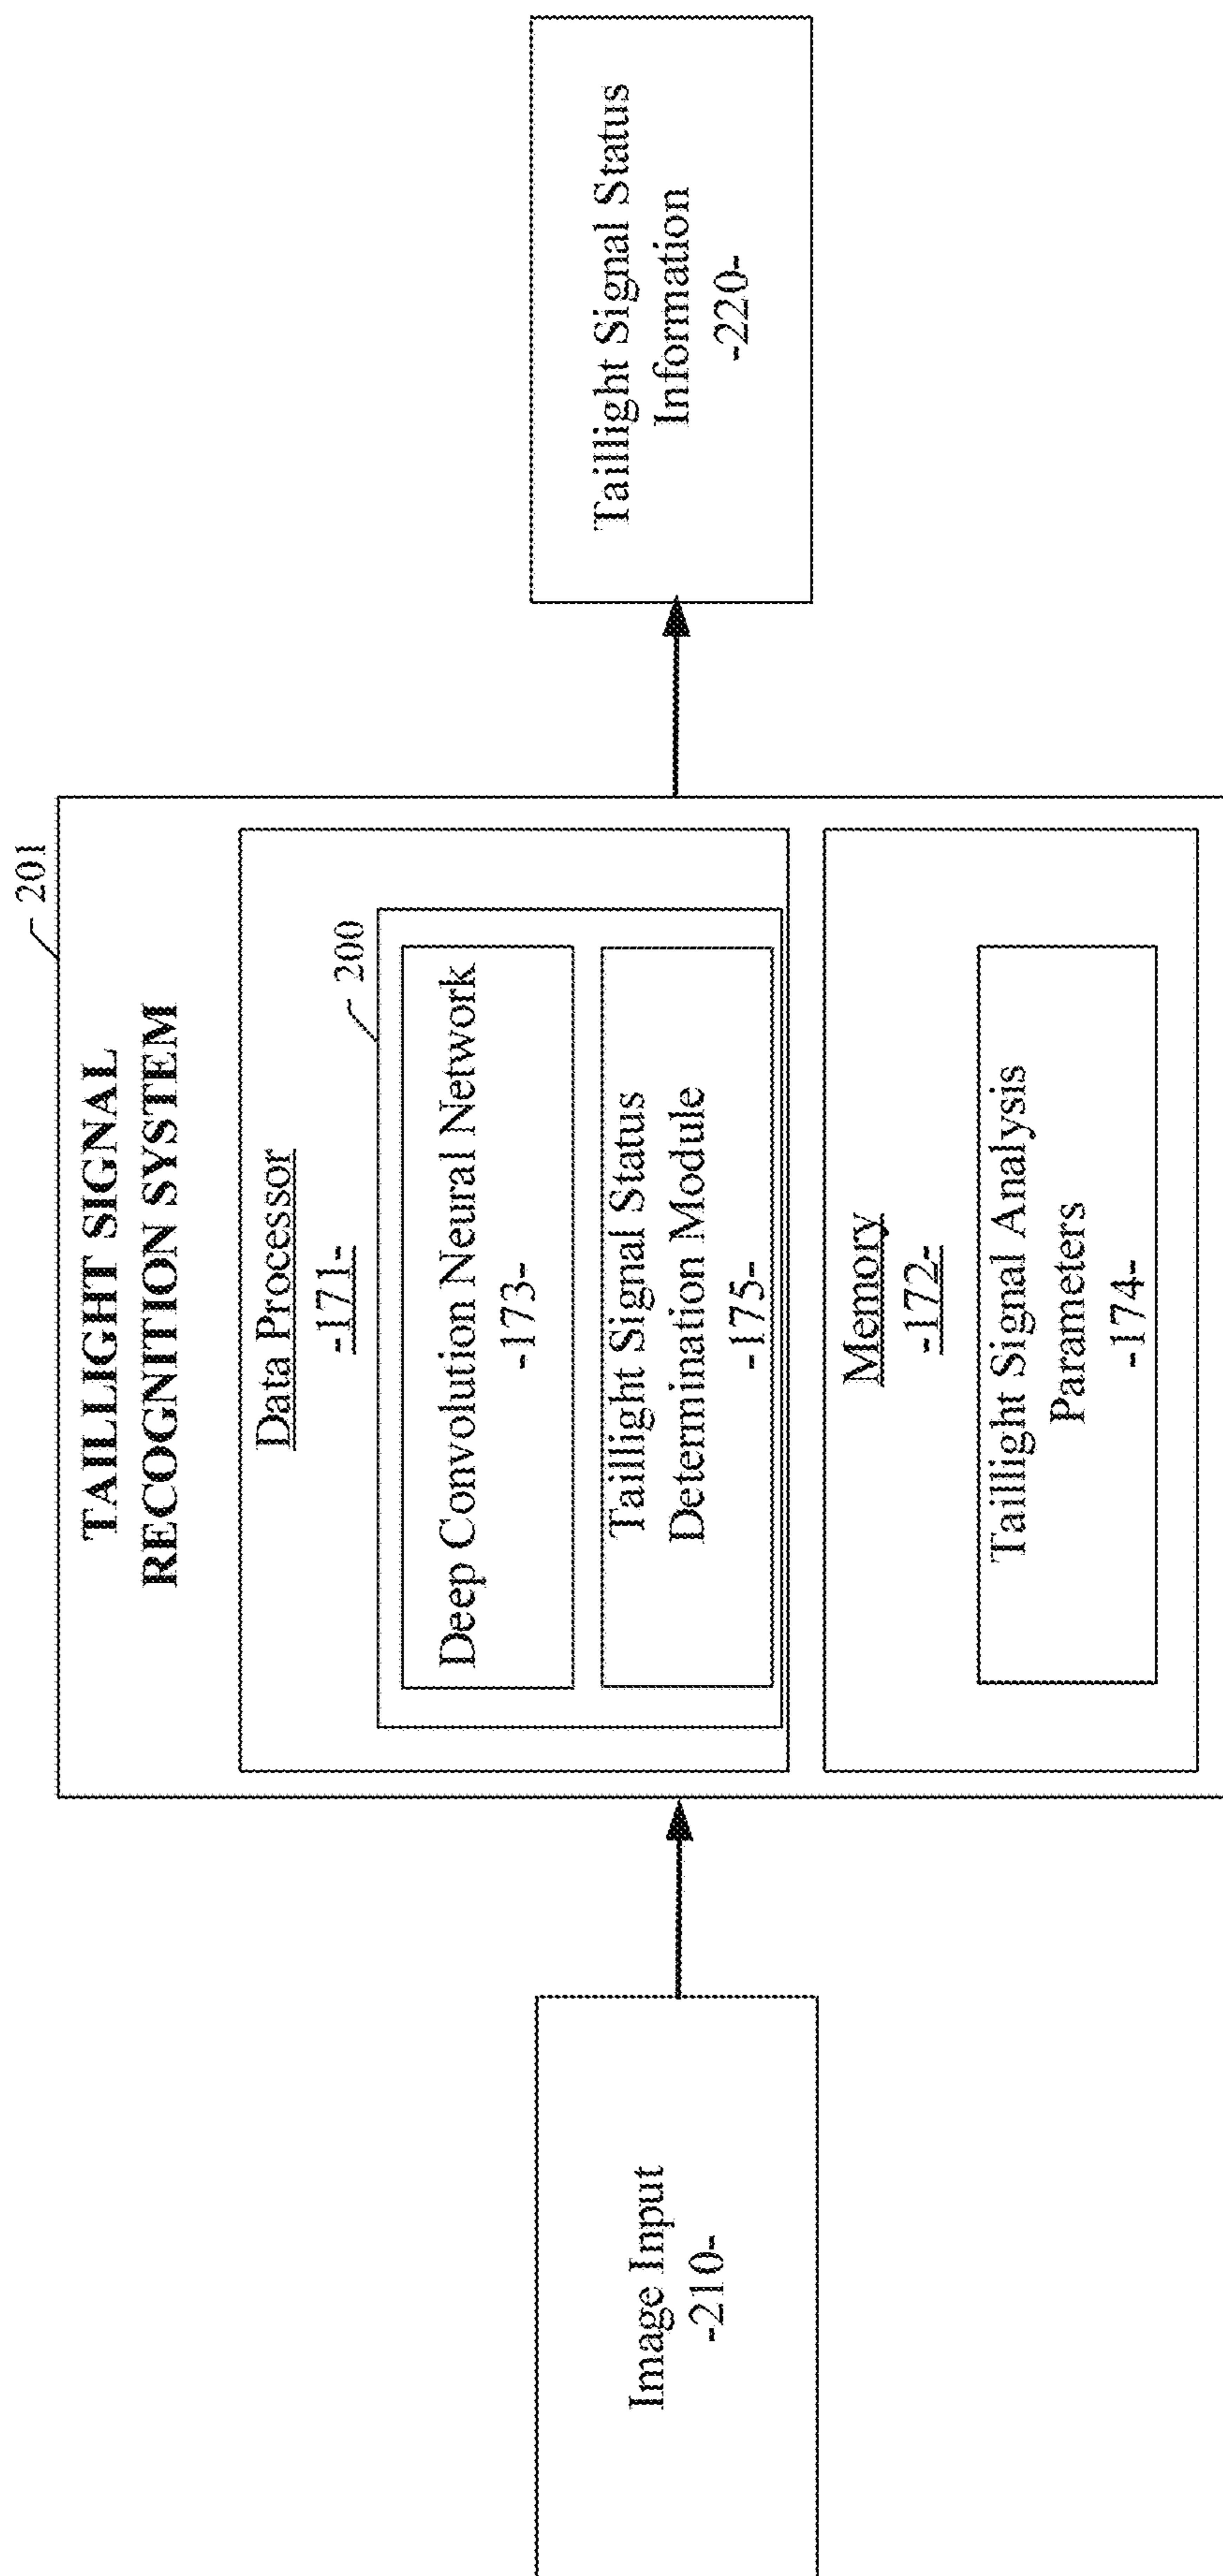 Image Input
-210-
201
TAILLIGHT SIGNAL
RECOGNITION SYSTEM
Data Processor
-171-
200
Deep Convolution Neural Network
-173-
Taillight Signal Status
Determination Module
-175-
Memory
-172-
Taillight Signal Analysis
Parameters
-174-
Taillight Signal Status
Information
-220-